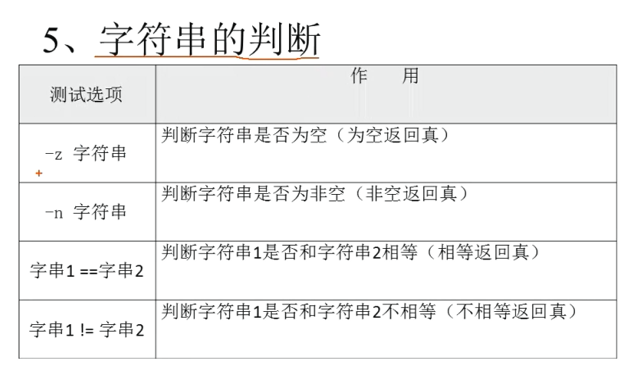 5、字符串的判断
测试选项 作 用
-z 字符串 判断字符串是否为空（为空返回真）
-n 字符串 判断字符串是否为非空（非空返回真）
字串1 ==字串2 判断字符串1是否和字符串2相等（相等返回真）
字串1 != 字串2 判断字符串1是否和字符串2不相等（不相等返回真）